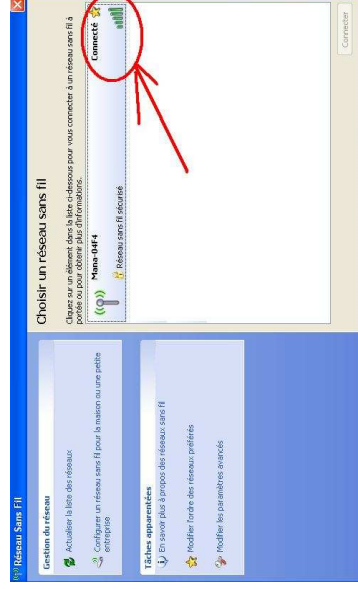 Réseau Sans Fil
Gestion du réseau
Actualiser la liste des réseaux
Configurer un réseau sans fil pour la maison ou une petite
entreprise
Tâches apparentées
En savoir plus à propos des réseaux sans fil
Modifier l'ordre des réseaux préférés
Modifier les paramètres avancés
Choisir un réseau sans fil
Cliquez sur un élément dans la liste ci-dessous pour vous connecter à un réseau sans fil à
portée ou pour obtenir plus d'informations.
Mana-04F4
Connecté
Réseau sans fil sécurisé
Connecter